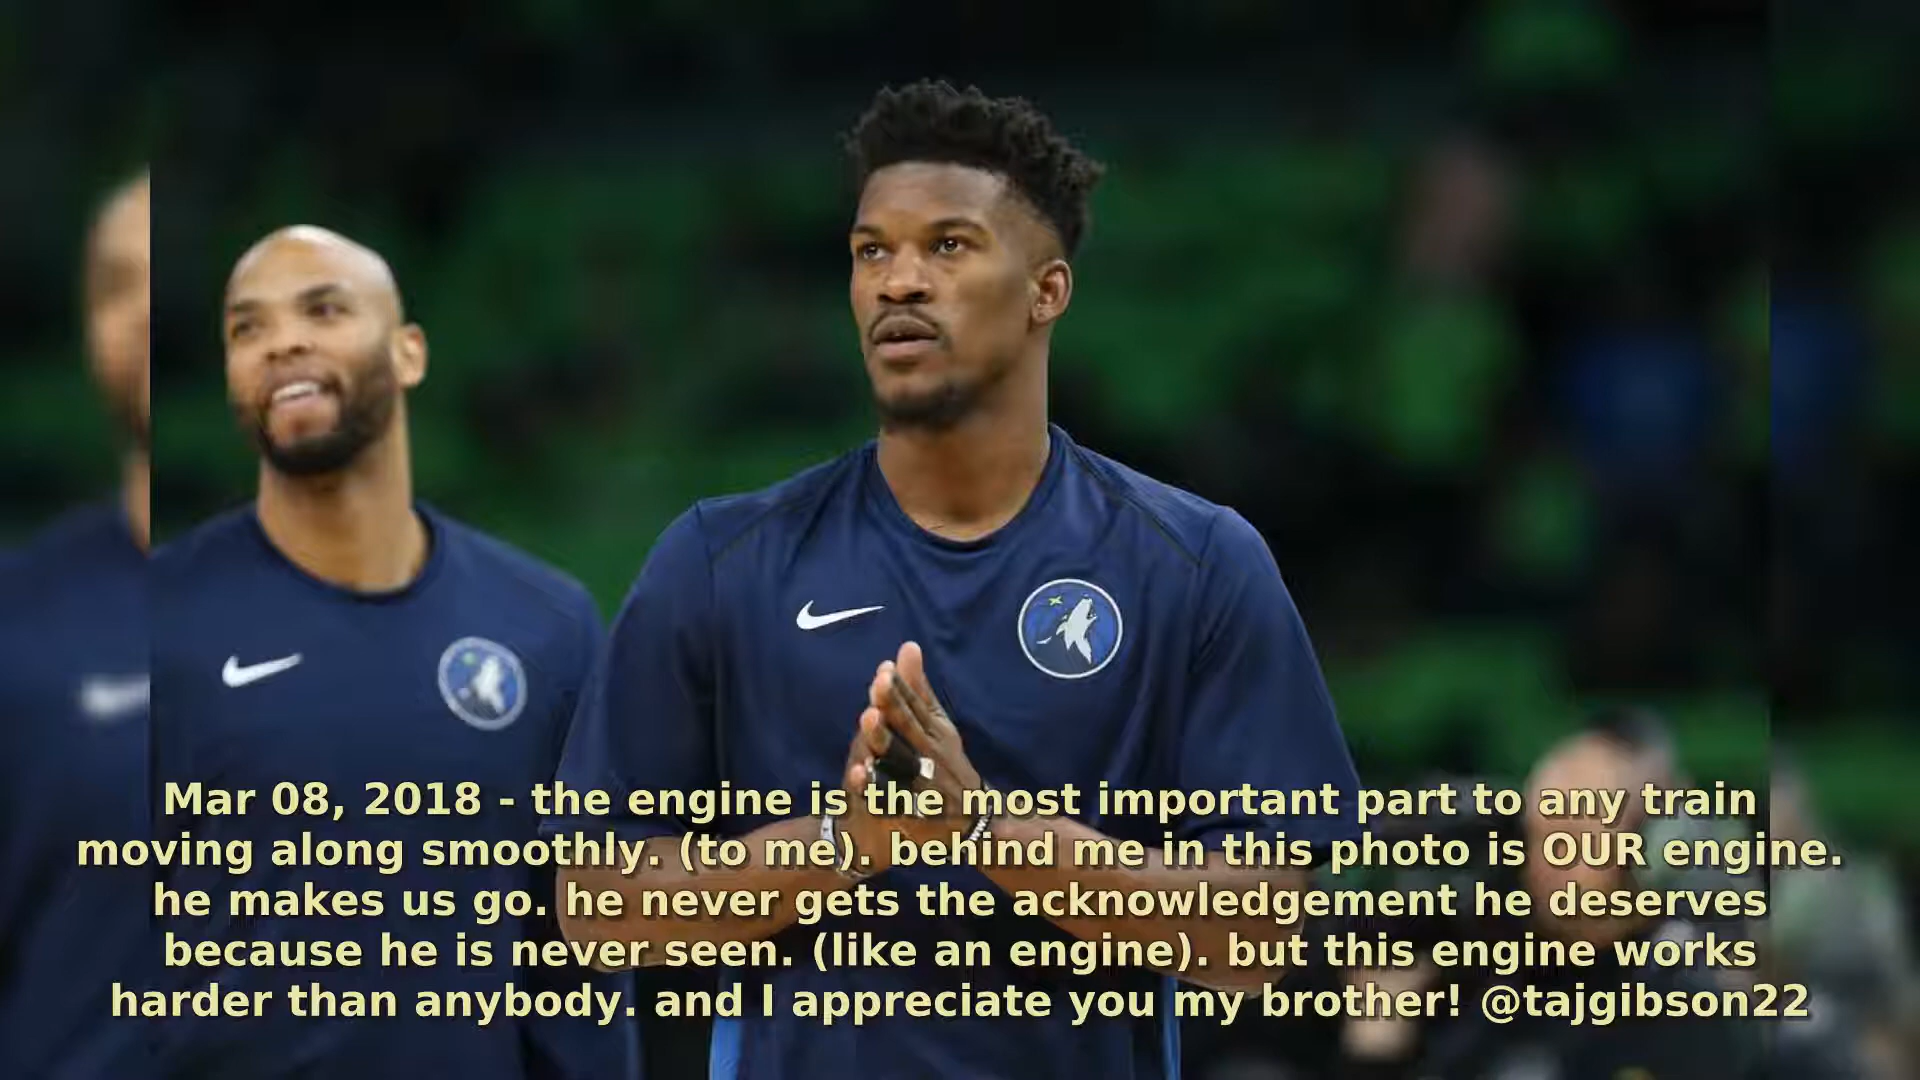 Mar 08, 2018 - the engine is the most important part to any train
moving along smoothly. (to me). behind me in this photo is OUR engine.
he makes us go. he never gets the acknowledgement he deserves
because he is never seen. (like an engine). but this engine works
harder than anybody. and I appreciate you my brother! @tajgibson22